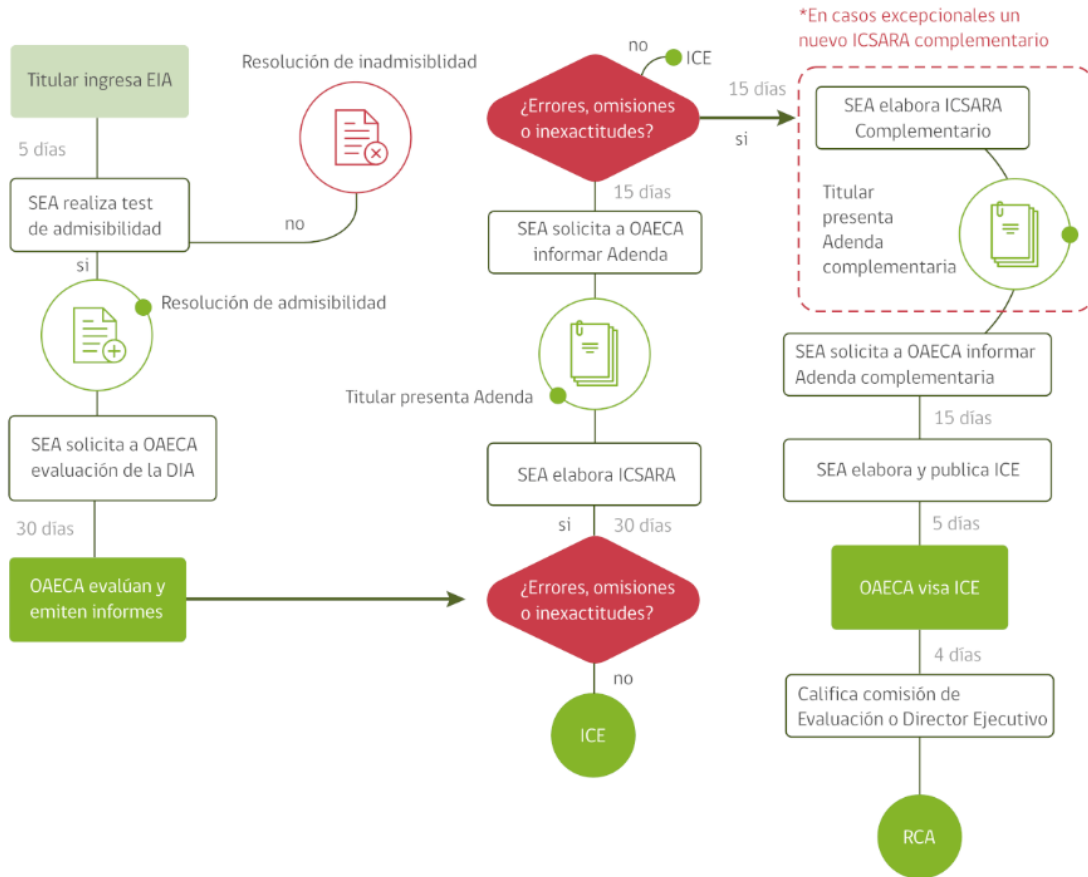 Titular ingresa EIA
5 días
SEA realiza test
de admisibilidad
no
Resolución de inadmisiblidad
si
Resolución de admisibilidad
SEA solicita a OAECA
evaluación de la DIA
30 días
OAECA evalúan y
emiten informes
¿Errores, omisiones
o inexactitudes?
no
ICE
si
30 días
SEA elabora ICSARA
Titular presenta Adenda
SEA solicita a OAECA
informar Adenda
15 días
¿Errores, omisiones
o inexactitudes?
no
ICE
15 días
si
*En casos excepcionales un
nuevo ICSARA complementario
SEA elabora ICSARA
Complementario
Titular
presenta
Adenda
complementaria
SEA solicita a OAECA informar
Adenda complementaria
15 días
SEA elabora y publica ICE
5 días
OAECA visa ICE
4 días
Califica comisión de
Evaluación o Director Ejecutivo
RCA